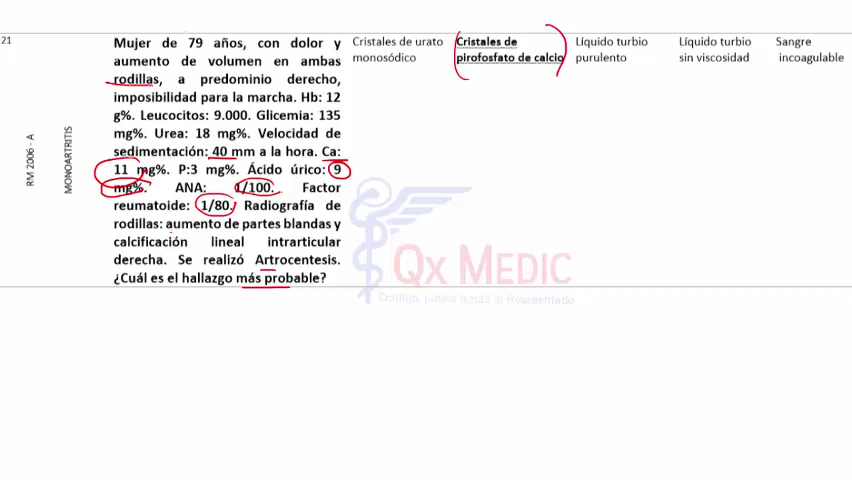 21
RM 2006 - A
MONOARTRITIS
Mujer de 79 años, con dolor y
aumento de volumen en ambas
rodillas, a predominio derecho,
imposibilidad para la marcha. Hb: 12
g%. Leucocitos: 9.000. Glicemia: 135
mg%. Urea: 18 mg%. Velocidad de
sedimentación: 40 mm a la hora. Ca:
11 mg%. P:3 mg%. Ácido úrico: 9
mg%. ANA: 1/100. Factor
reumatoide: 1/80. Radiografía de
rodillas: aumento de partes blandas y
calcificación lineal intrarticular
derecha. Se realizó Artrocentesis.
¿Cuál es el hallazgo más probable?
Cristales de urato
monosódico
Cristales de
pirofosfato de calcio
Líquido turbio
purulento
Líquido turbio
sin viscosidad
Sangre
incoagulable
QX MEDIC
Contigo, juntos hacia el Residentado